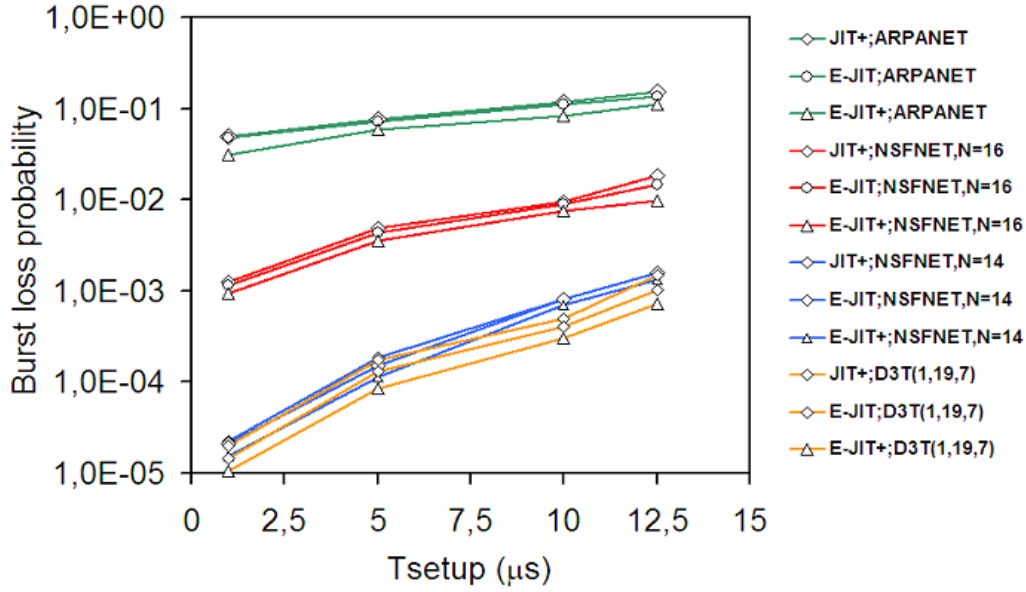 1,0E+00
1,0E-01
1,0E-02
1,0E-03
1,0E-04
1,0E-05
Burst loss probability
0 2,5 5 7,5 10 12,5 15
Tsetup (μs)
JIT+;ARPANET
E-JIT;ARPANET
E-JIT+;ARPANET
JIT+;NSFNET,N=16
E-JIT;NSFNET,N=16
E-JIT+;NSFNET,N=16
JIT+;NSFNET,N=14
E-JIT;NSFNET,N=14
E-JIT+;NSFNET,N=14
JIT+;D3T(1,19,7)
E-JIT;D3T(1,19,7)
E-JIT+;D3T(1,19,7)